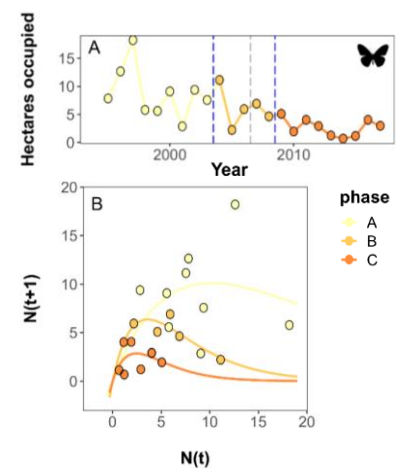 Hectares occupied
A
15
10
5
0
2000
2010
Year
B
20
15
10
5
0
N(t+1)
0
5
10
15
20
N(t)
phase
A
B
C